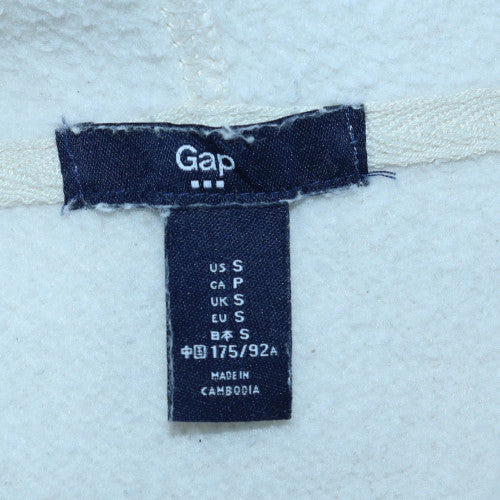 Gap
US S
CA P
UK S
EU S
日本 S
中国 175/92A
MADE IN
CAMBODIA